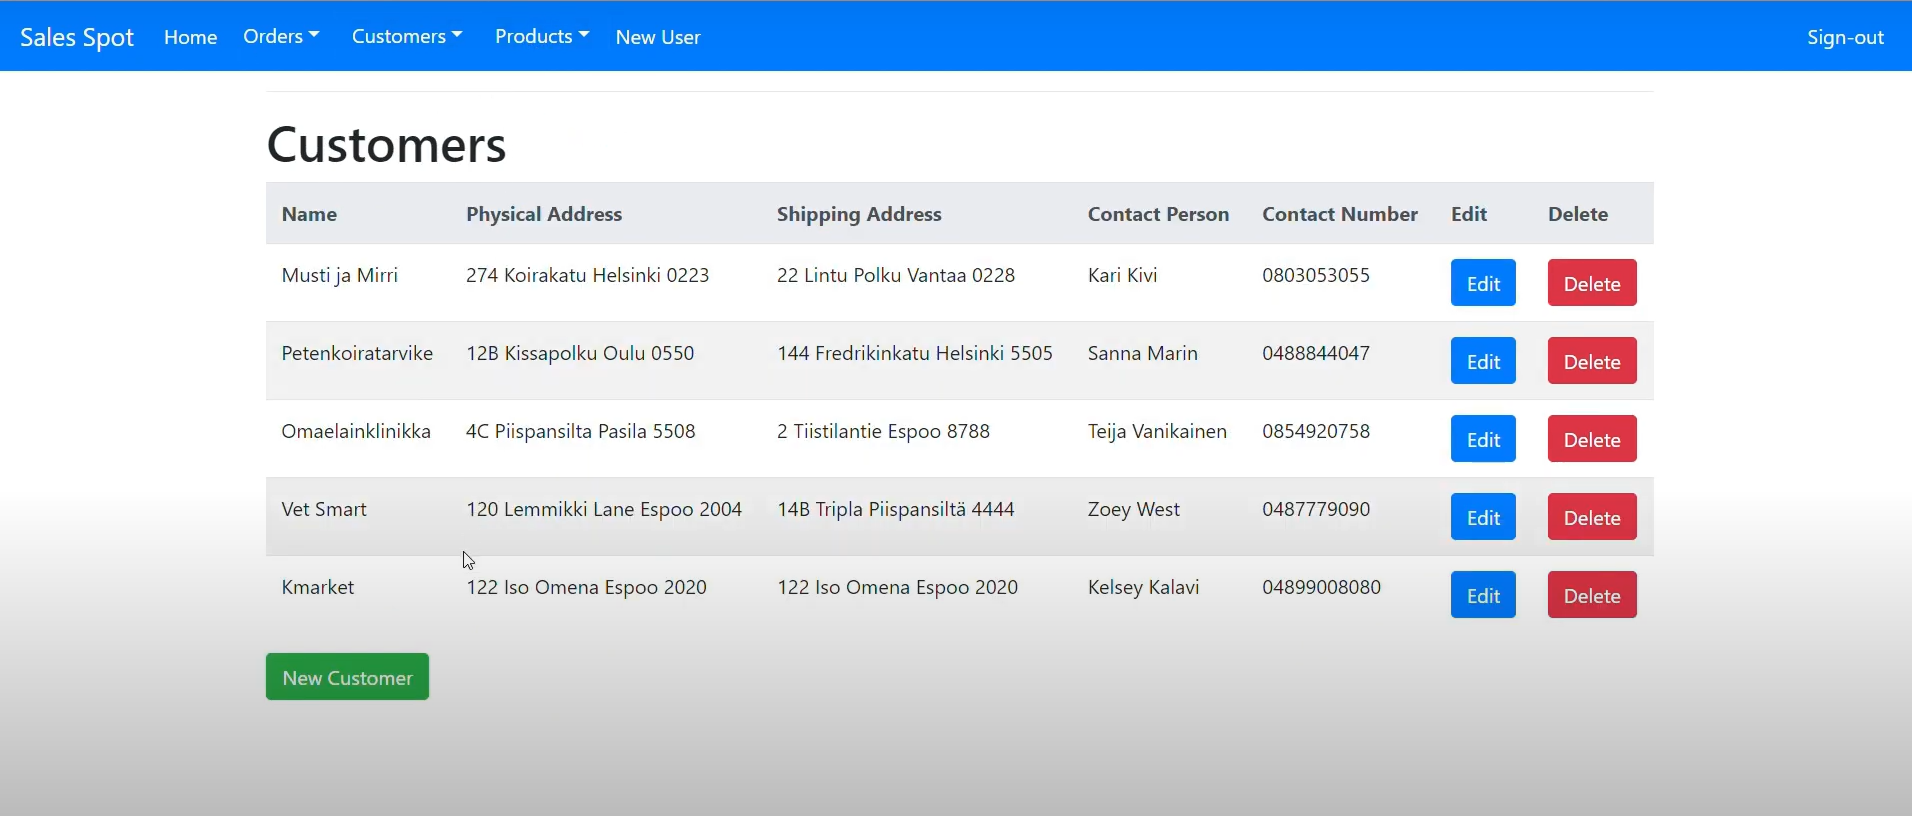 Sales Spot Home Orders Customers Products New User Sign-out
Customers
Name Physical Address Shipping Address Contact Person Contact Number Edit Delete
Musti ja Mirri 274 Koirakatu Helsinki 0223 22 Lintu Polku Vantaa 0228 Kari Kivi 0803053055 Edit Delete
Petenkoiratarvike 12B Kissapolku Oulu 0550 144 Fredrikinkatu Helsinki 5505 Sanna Marin 0488844047 Edit Delete
Omaelainklinikka 4C Piispansilta Pasila 5508 2 Tiistilantie Espoo 8788 Teija Vanikainen 0854920758 Edit Delete
Vet Smart 120 Lemmikki Lane Espoo 2004 14B Tripla Piispansiltä 4444 Zoey West 0487779090 Edit Delete
Kmarket 122 Iso Omena Espoo 2020 122 Iso Omena Espoo 2020 Kelsey Kalavi 04899008080 Edit Delete
New Customer